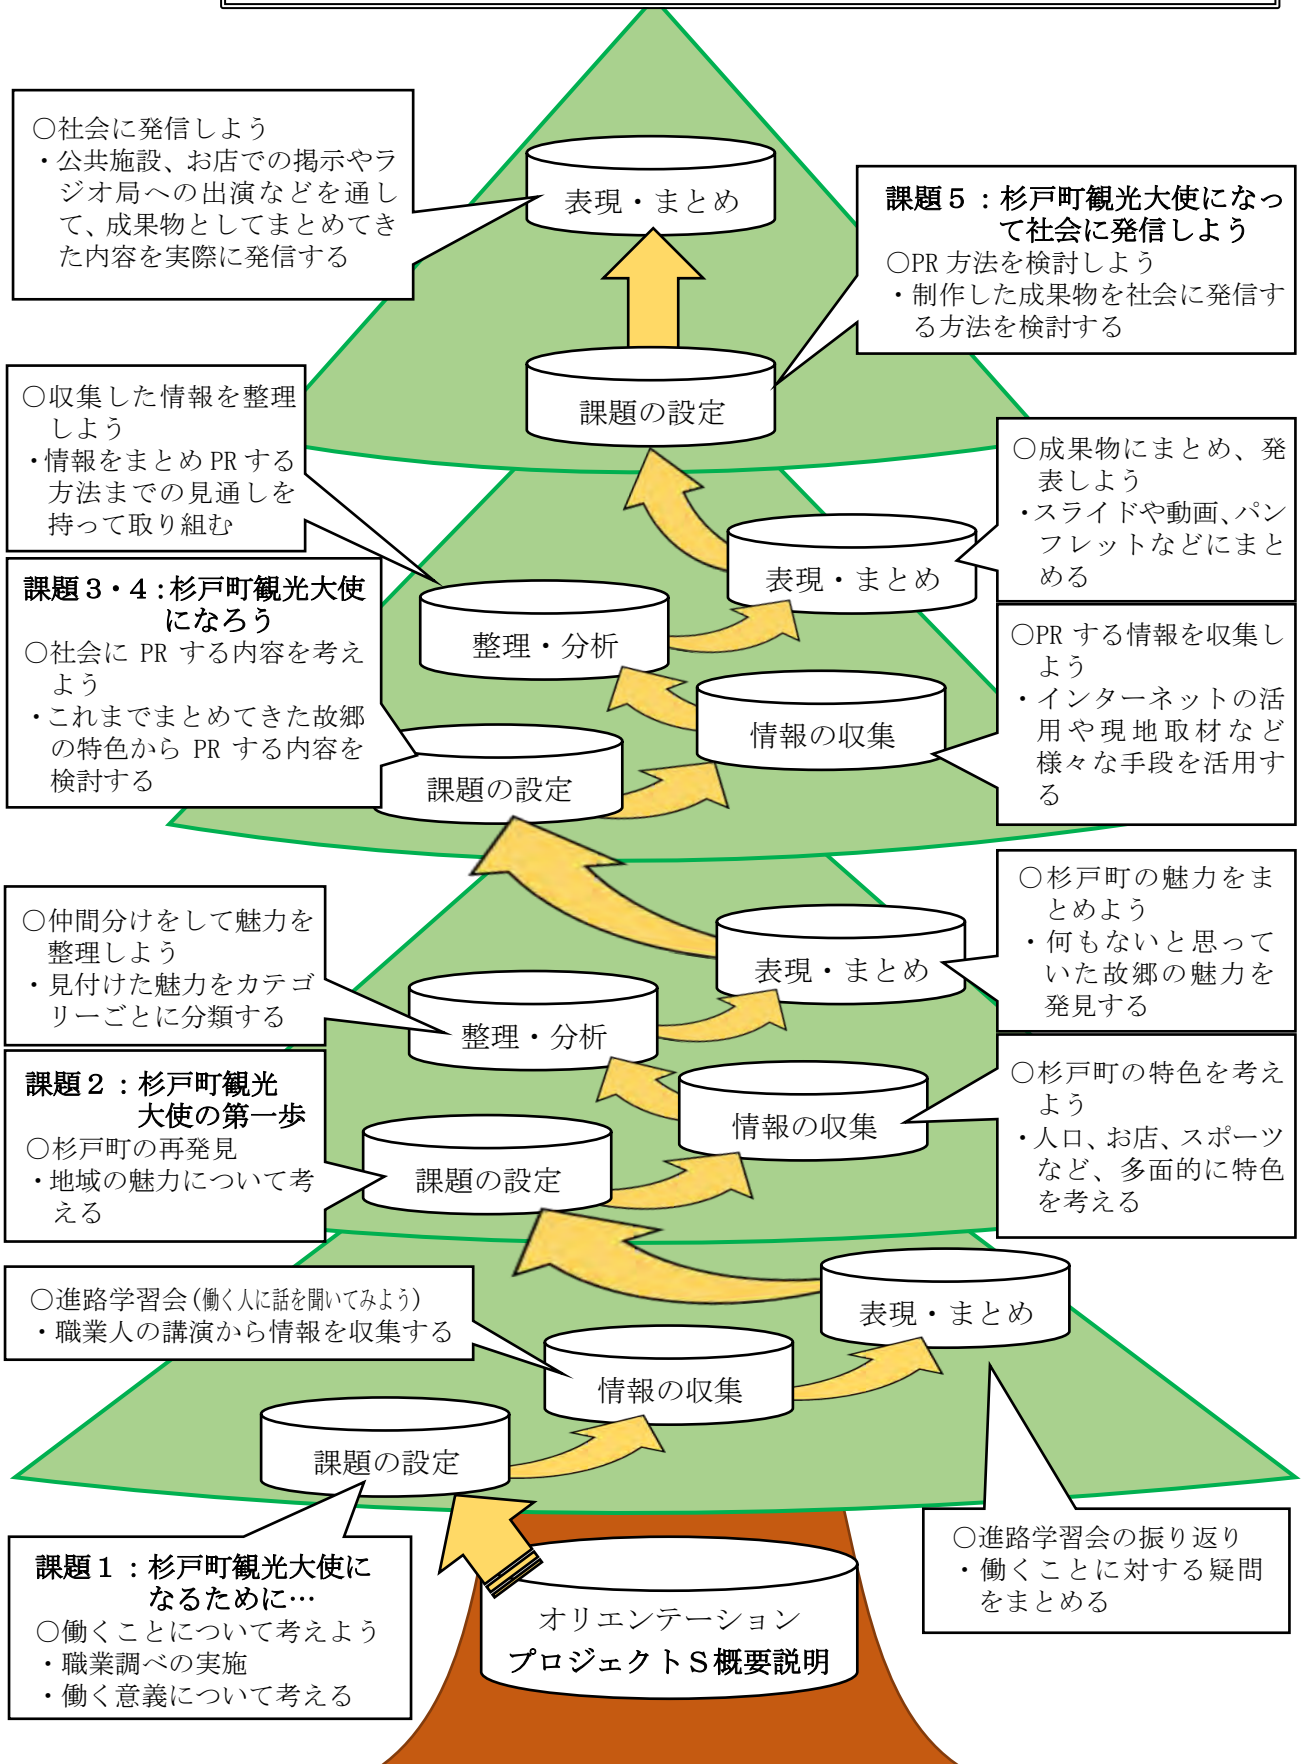 ○社会に発信しよう
・公共施設、お店での掲示やラ
ジオ局への出演などを通し
て、成果物としてまとめてき
た内容を実際に発信する
表現・まとめ
課題５：杉戸町観光大使になっ
て社会に発信しよう
○PR 方法を検討しよう
・制作した成果物を社会に発信す
る方法を検討する
課題の設定
○収集した情報を整理
しよう
・情報をまとめ PR する
方法までの見通しを
持って取り組む
○成果物にまとめ、発
表しよう
・スライドや動画、パン
フレットなどにまと
める
表現・まとめ
整理・分析
課題３・４：杉戸町観光大使
になろう
○社会に PR する内容を考え
よう
・これまでまとめてきた故郷
の特色から PR する内容を
検討する
○PR する情報を収集し
よう
・インターネットの活
用や現地取材など
様々な手段を活用す
る
情報の収集
課題の設定
○仲間分けをして魅力を
整理しよう
・見付けた魅力をカテゴ
リーごとに分類する
○杉戸町の魅力をま
とめよう
・何もないと思って
いた故郷の魅力を
発見する
表現・まとめ
整理・分析
課題２：杉戸町観光
大使の第一歩
○杉戸町の再発見
・地域の魅力について考
える
○杉戸町の特色を考え
よう
・人口、お店、スポーツ
など、多面的に特色
を考える
情報の収集
課題の設定
○進路学習会(働く人に話を聞いてみよう)
・職業人の講演から情報を収集する
表現・まとめ
情報の収集
課題の設定
課題１：杉戸町観光大使に
なるために…
○働くことについて考えよう
・職業調べの実施
・働く意義について考える
オリエンテーション
プロジェクトＳ概要説明
○進路学習会の振り返り
・働くことに対する疑問
をまとめる